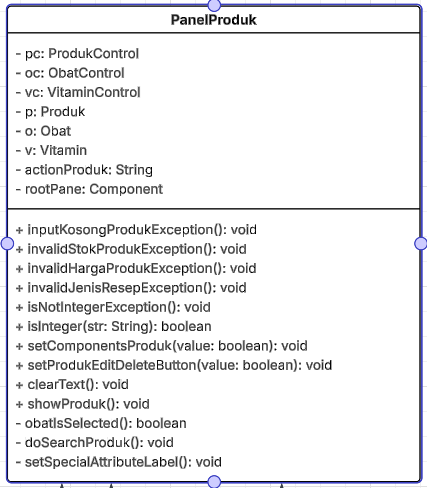 PanelProduk
- pc: ProdukControl
- oc: ObatControl
- vc: VitaminControl
- p: Produk
- o: Obat
- v: Vitamin
- actionProduk: String
- rootPane: Component
+ inputKosongProdukException(): void
+ invalidStokProdukException(): void
+ invalidHargaProdukException(): void
+ invalidJenisResepException(): void
+ isNotIntegerException(): void
+ isInteger(str: String): boolean
+ setComponentsProduk(value: boolean): void
+ setProdukEditDeleteButton(value: boolean): void
+ clearText(): void
+ showProduk(): void
- obatIsSelected(): boolean
- doSearchProduk(): void
- setSpecialAttributeLabel(): void